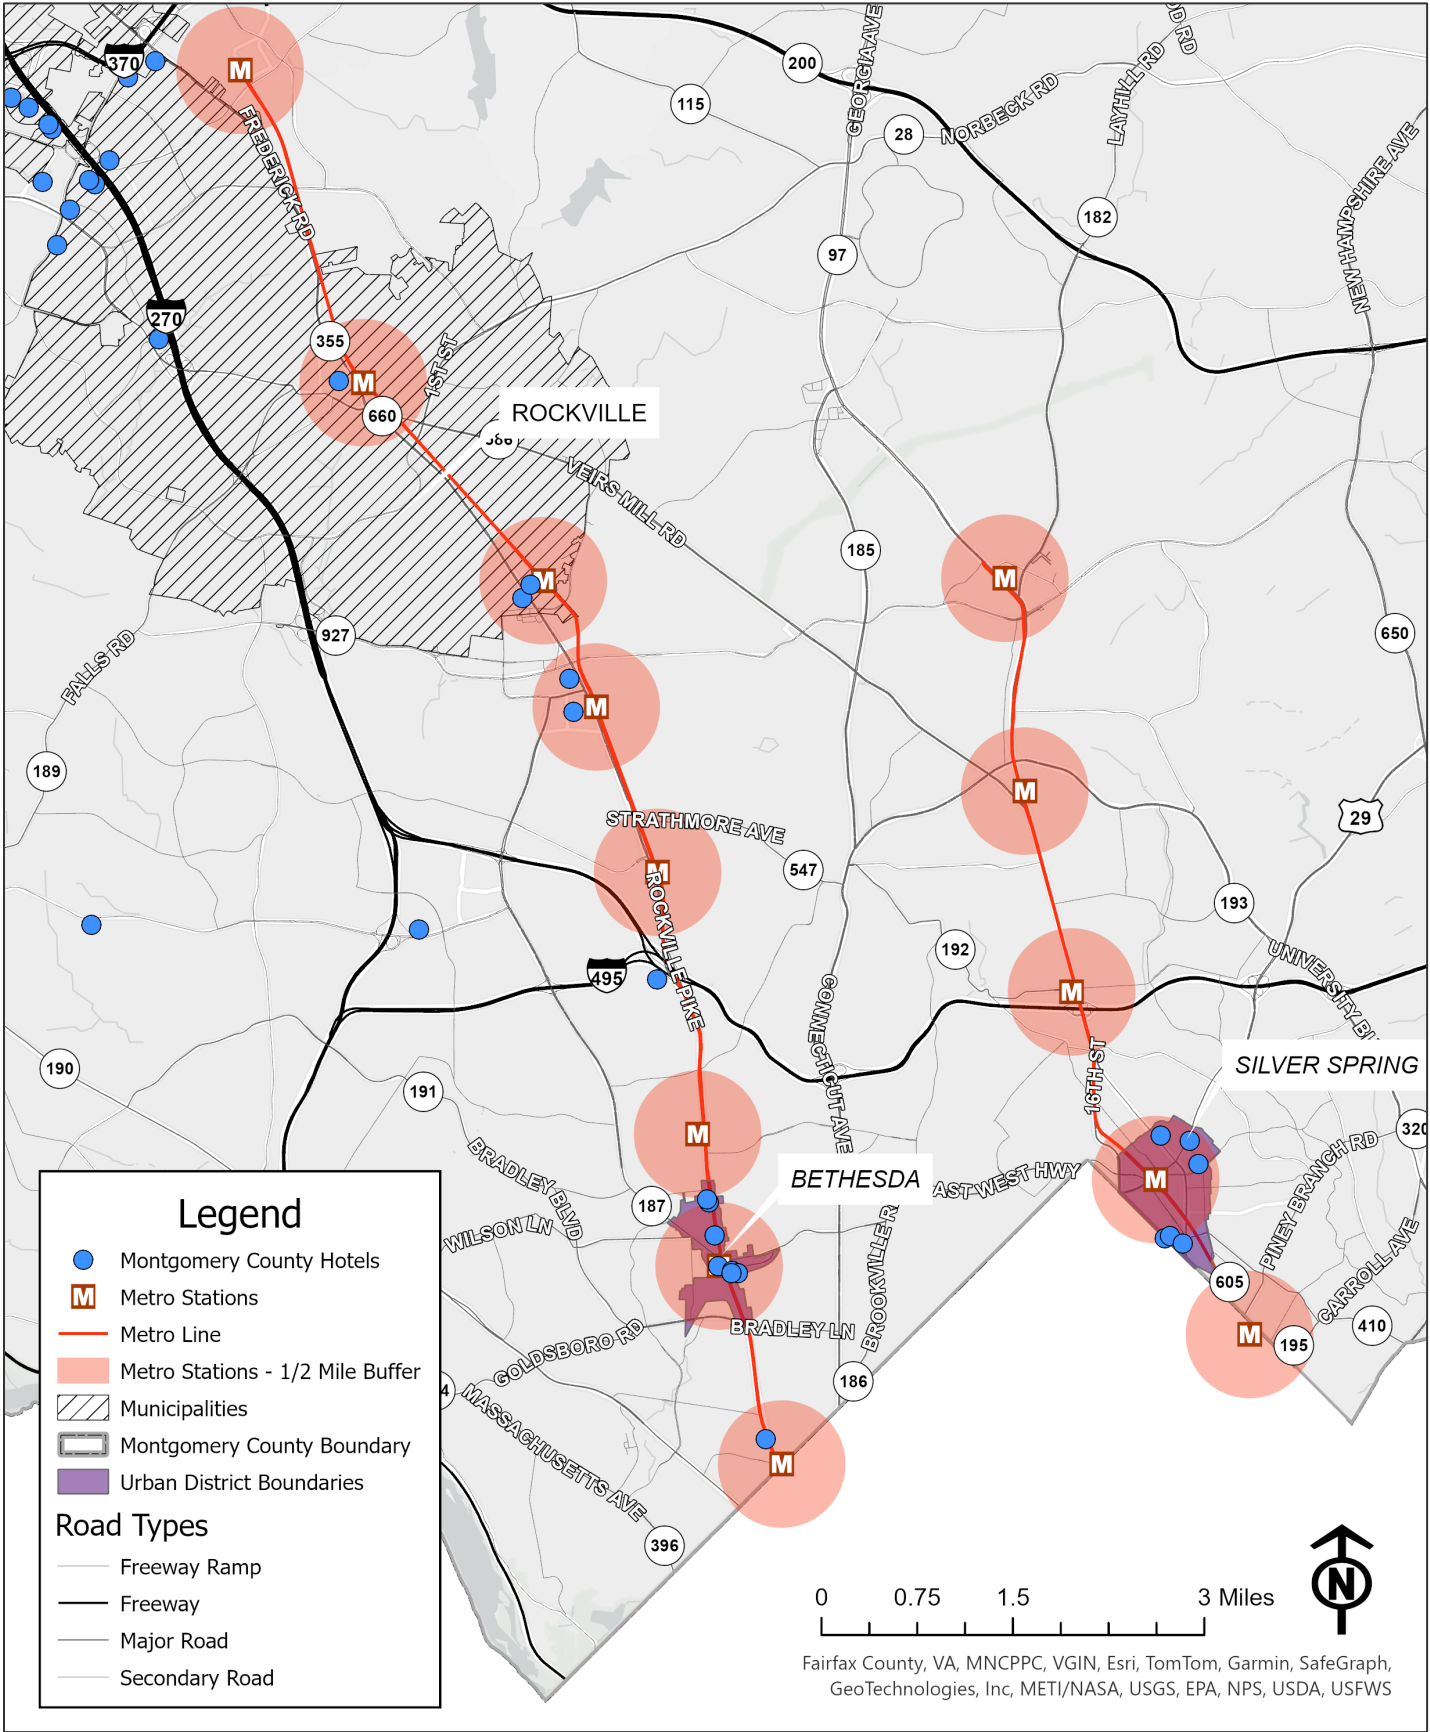 370
M
FREDERICK RD
200
115
GEORGIA AVE
28
NORBECK RD
LAYHILL RD
OD RD
NEW HAMPSHIRE AVE
182
97
270
355
M
1ST ST
660
ROCKVILLE
586
VEIRS MILL RD
M
185
M
650
927
FALLS RD
M
189
M
STRATHMORE AVE
29
M
547
ROCKVILLE PIKE
193
192
UNIVERSITY BL
495
M
CONNECTICUT AVE
16TH ST
SILVER SPRING
190
191
M
320
BRADLEY BLVD
187
BETHESDA
AST WEST HWY
M
PINEY BRANCH RD
WILSON LN
BROOKVILLE R
605
CARROLL AVE
M
195
410
BRADLEY LN
GOLDSBORO RD
186
4
MASSACHUSETTS AVE
M
396
Legend
Montgomery County Hotels
M Metro Stations
Metro Line
Metro Stations - 1/2 Mile Buffer
Municipalities
Montgomery County Boundary
Urban District Boundaries
Road Types
Freeway Ramp
Freeway
Major Road
Secondary Road
0 0.75 1.5 3 Miles
N
Fairfax County, VA, MNCPPC, VGIN, Esri, TomTom, Garmin, SafeGraph,
GeoTechnologies, Inc, METI/NASA, USGS, EPA, NPS, USDA, USFWS